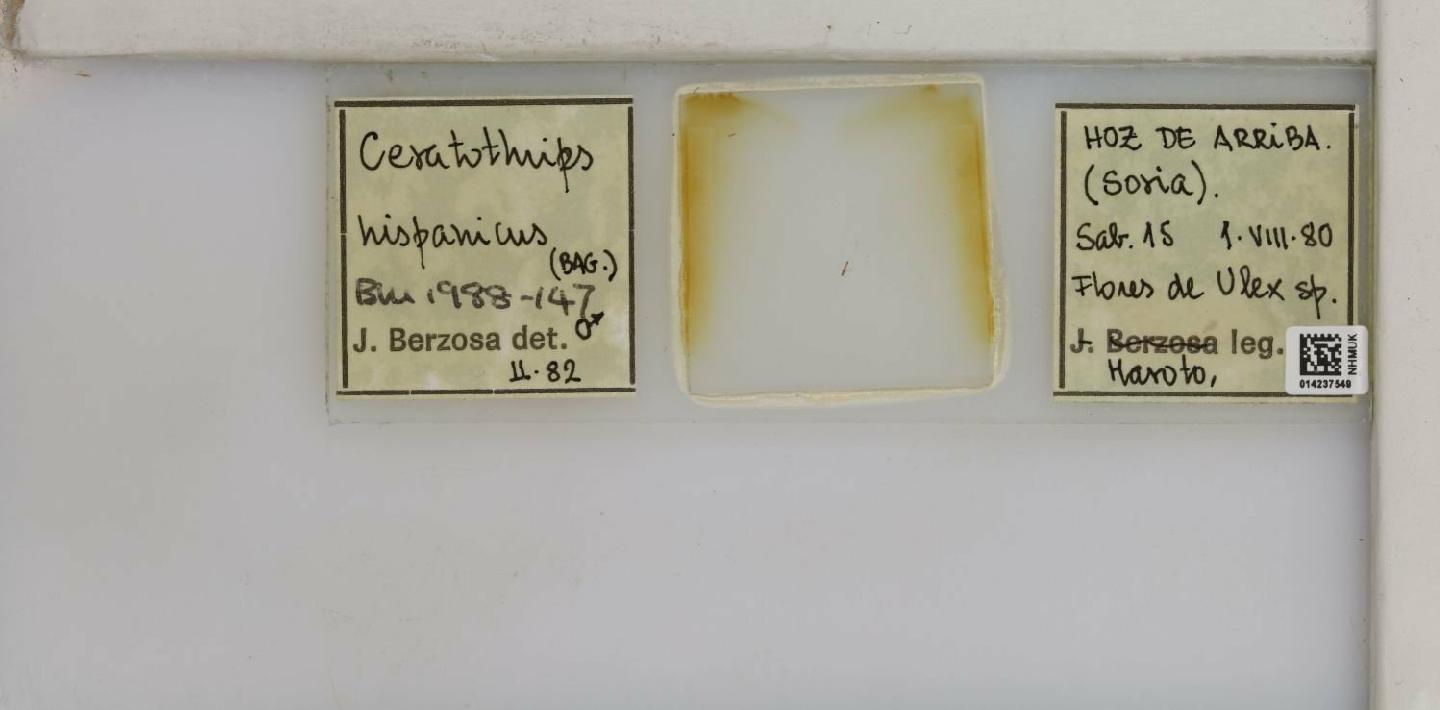 Ceratothrips
hispanicus
(BAG.)
BM 1988-147
J. Berzosa det. ♂
II. 82
HOZ DE ARRIBA.
(Soria).
Sab. 15 1.VIII.80
Flores de Ulex sp.
J. Berzosa leg.
Maroto,
NHMUK
014237549